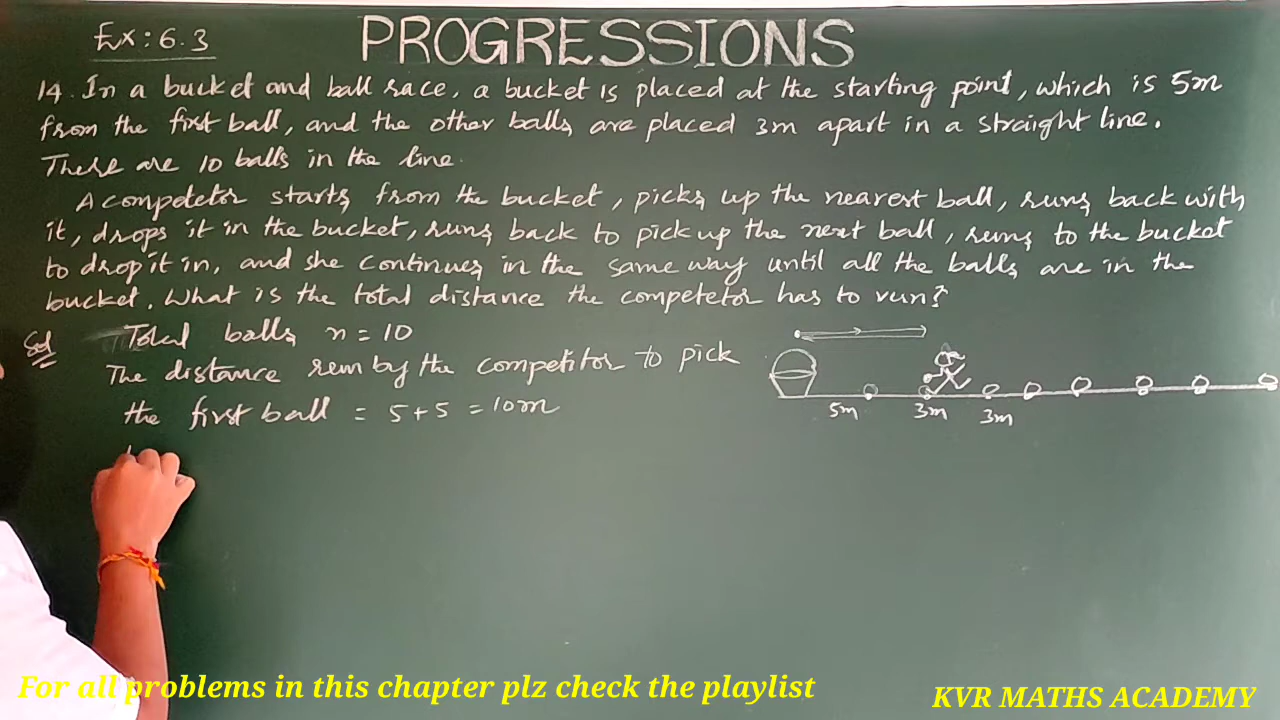 Ex: 6.3
PROGRESSIONS
14. In a bucket and ball race, a bucket is placed at the starting point, which is 5m
from the first ball, and the other balls are placed 3m apart in a straight line.
There are 10 balls in the line.
A competetor starts from the bucket, picks up the nearest ball, runs back with
it, drops it in the bucket, runs back to pick up the next ball, runs to the bucket
to drop it in, and she continues in the same way until all the balls are in the
bucket. What is the total distance the competetor has to run?
Sol Total balls n = 10
The distance run by the competitor to pick
the first ball = 5+5 = 10m
5m 3m 3m
For all problems in this chapter plz check the playlist
KVR MATHS ACADEMY